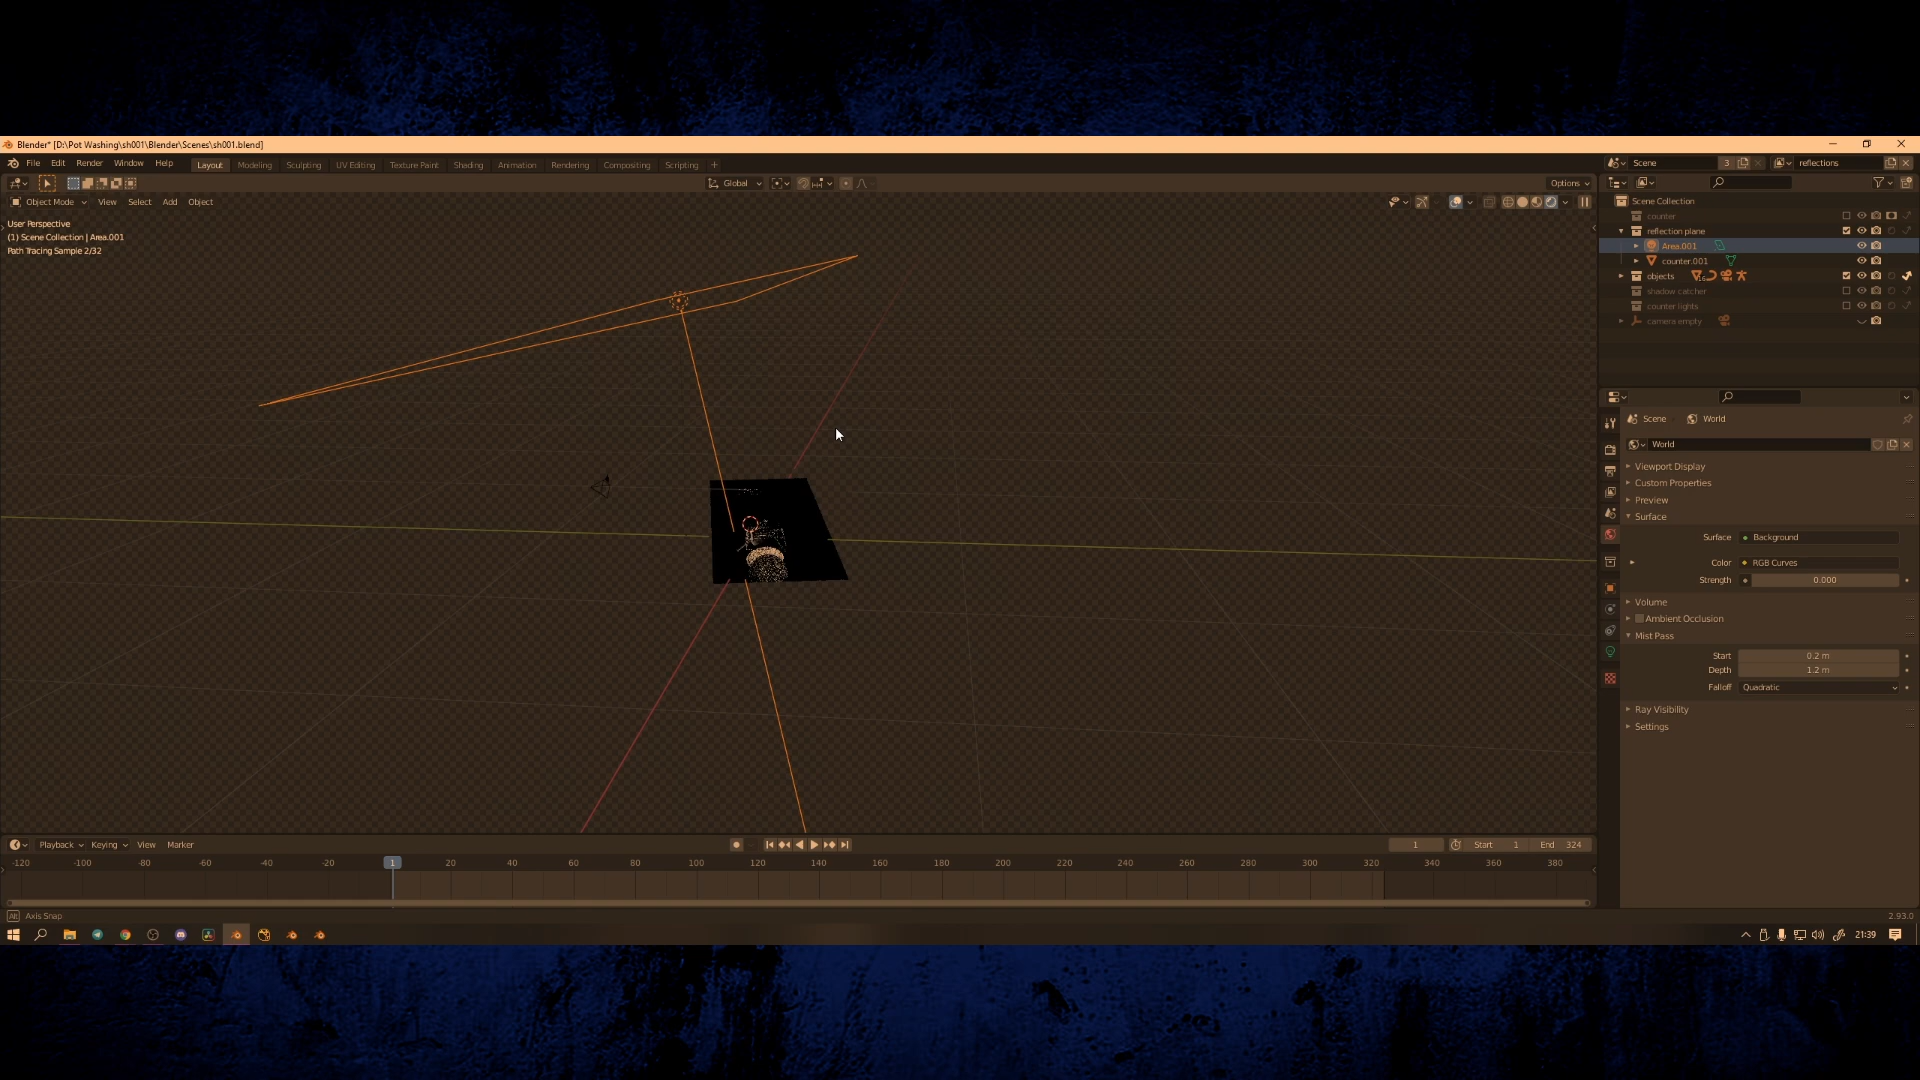 Blender* [D:\Pot Washing\sh001\Blender\Scenes\sh001.blend]
File Edit Render Window Help Layout Modeling Sculpting UV Editing Texture Paint Shading Animation Rendering Compositing Scripting + Scene 3 reflections
Global Options
Object Mode View Select Add Object
User Perspective
(1) Scene Collection | Area.001
Path Tracing Sample 2/32
Scene Collection
counter
reflection plane
Area.001
counter.001
objects
shadow catcher
counter lights
camera empty
Scene World
World
Viewport Display
Custom Properties
Preview
Surface
Surface Background
Color RGB Curves
Strength 0.000
Volume
Ambient Occlusion
Mist Pass
Start 0.2 m
Depth 1.2 m
Falloff Quadratic
Ray Visibility
Settings
Playback Keying View Marker 1 Start 1 End 324
-120 -100 -80 -60 -40 -20 1 20 40 60 80 100 120 140 160 180 200 220 240 260 280 300 320 340 360 380
Alt Axis Snap 2.93.0
21:39